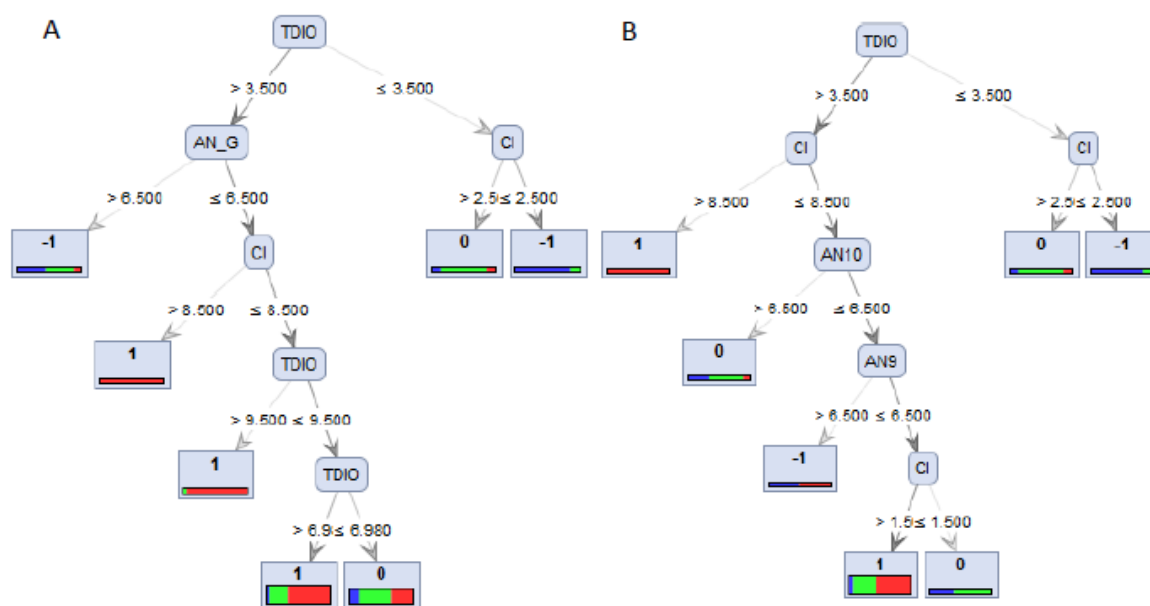 A
TDIO
> 3.500 ≤ 3.500
AN_G CI
> 6.500 ≤ 6.500 > 2.5 ≤ 2.500
-1 CI 0 -1
> 8.500 ≤ 8.500
1 TDIO
> 9.500 ≤ 9.500
1 TDIO
> 6.9 ≤ 6.980
1 0
B
TDIO
> 3.500 ≤ 3.500
CI CI
> 8.500 ≤ 8.500 > 2.5 ≤ 2.500
1 AN10 0 -1
> 6.500 ≤ 6.500
0 AN9
> 6.500 ≤ 6.500
-1 CI
> 1.5 ≤ 1.500
1 0